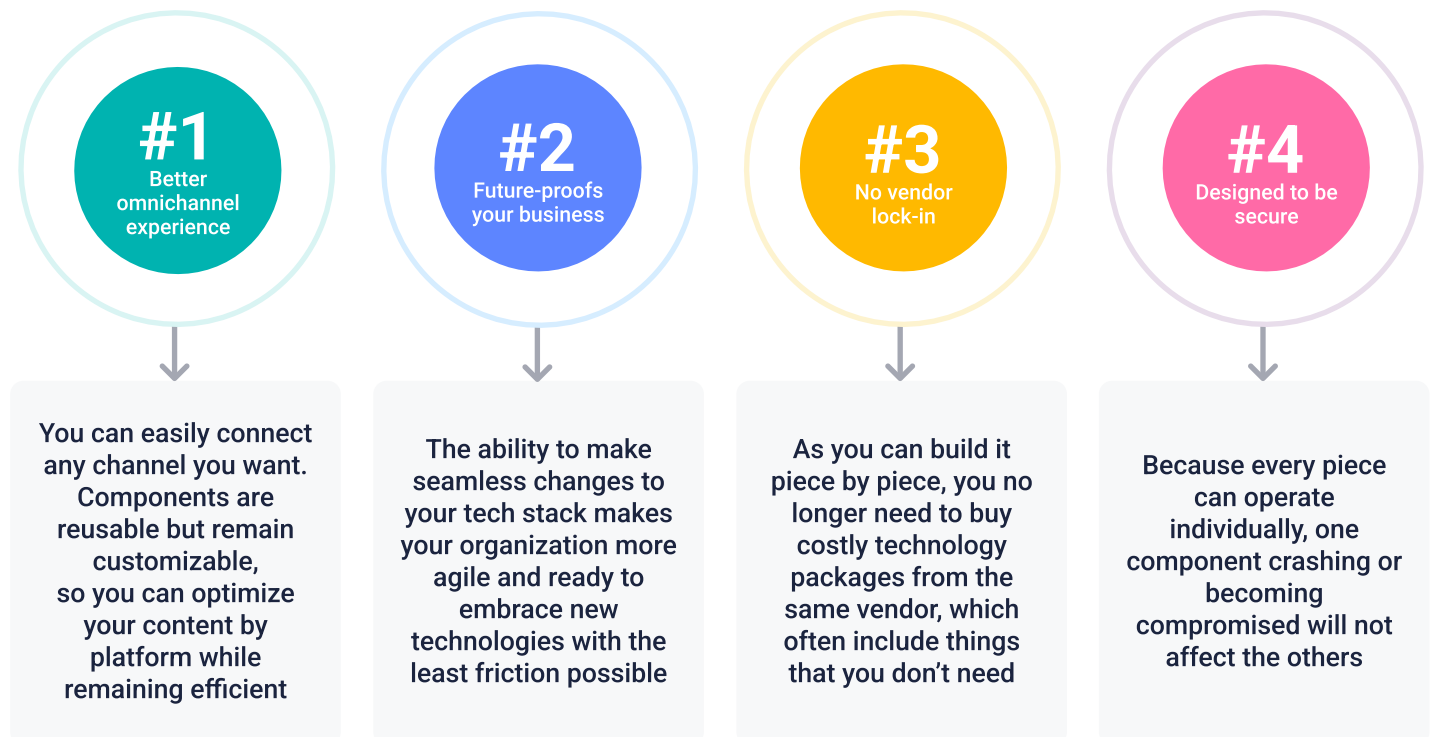 #1
Better
omnichannel
experience
#2
Future-proofs
your business
#3
No vendor
lock-in
#4
Designed to be
secure
You can easily connect
any channel you want.
Components are
reusable but remain
customizable,
so you can optimize
your content by
platform while
remaining efficient
The ability to make
seamless changes to
your tech stack makes
your organization more
agile and ready to
embrace new
technologies with the
least friction possible
As you can build it
piece by piece, you no
longer need to buy
costly technology
packages from the
same vendor, which
often include things
that you don’t need
Because every piece
can operate
individually, one
component crashing or
becoming
compromised will not
affect the others